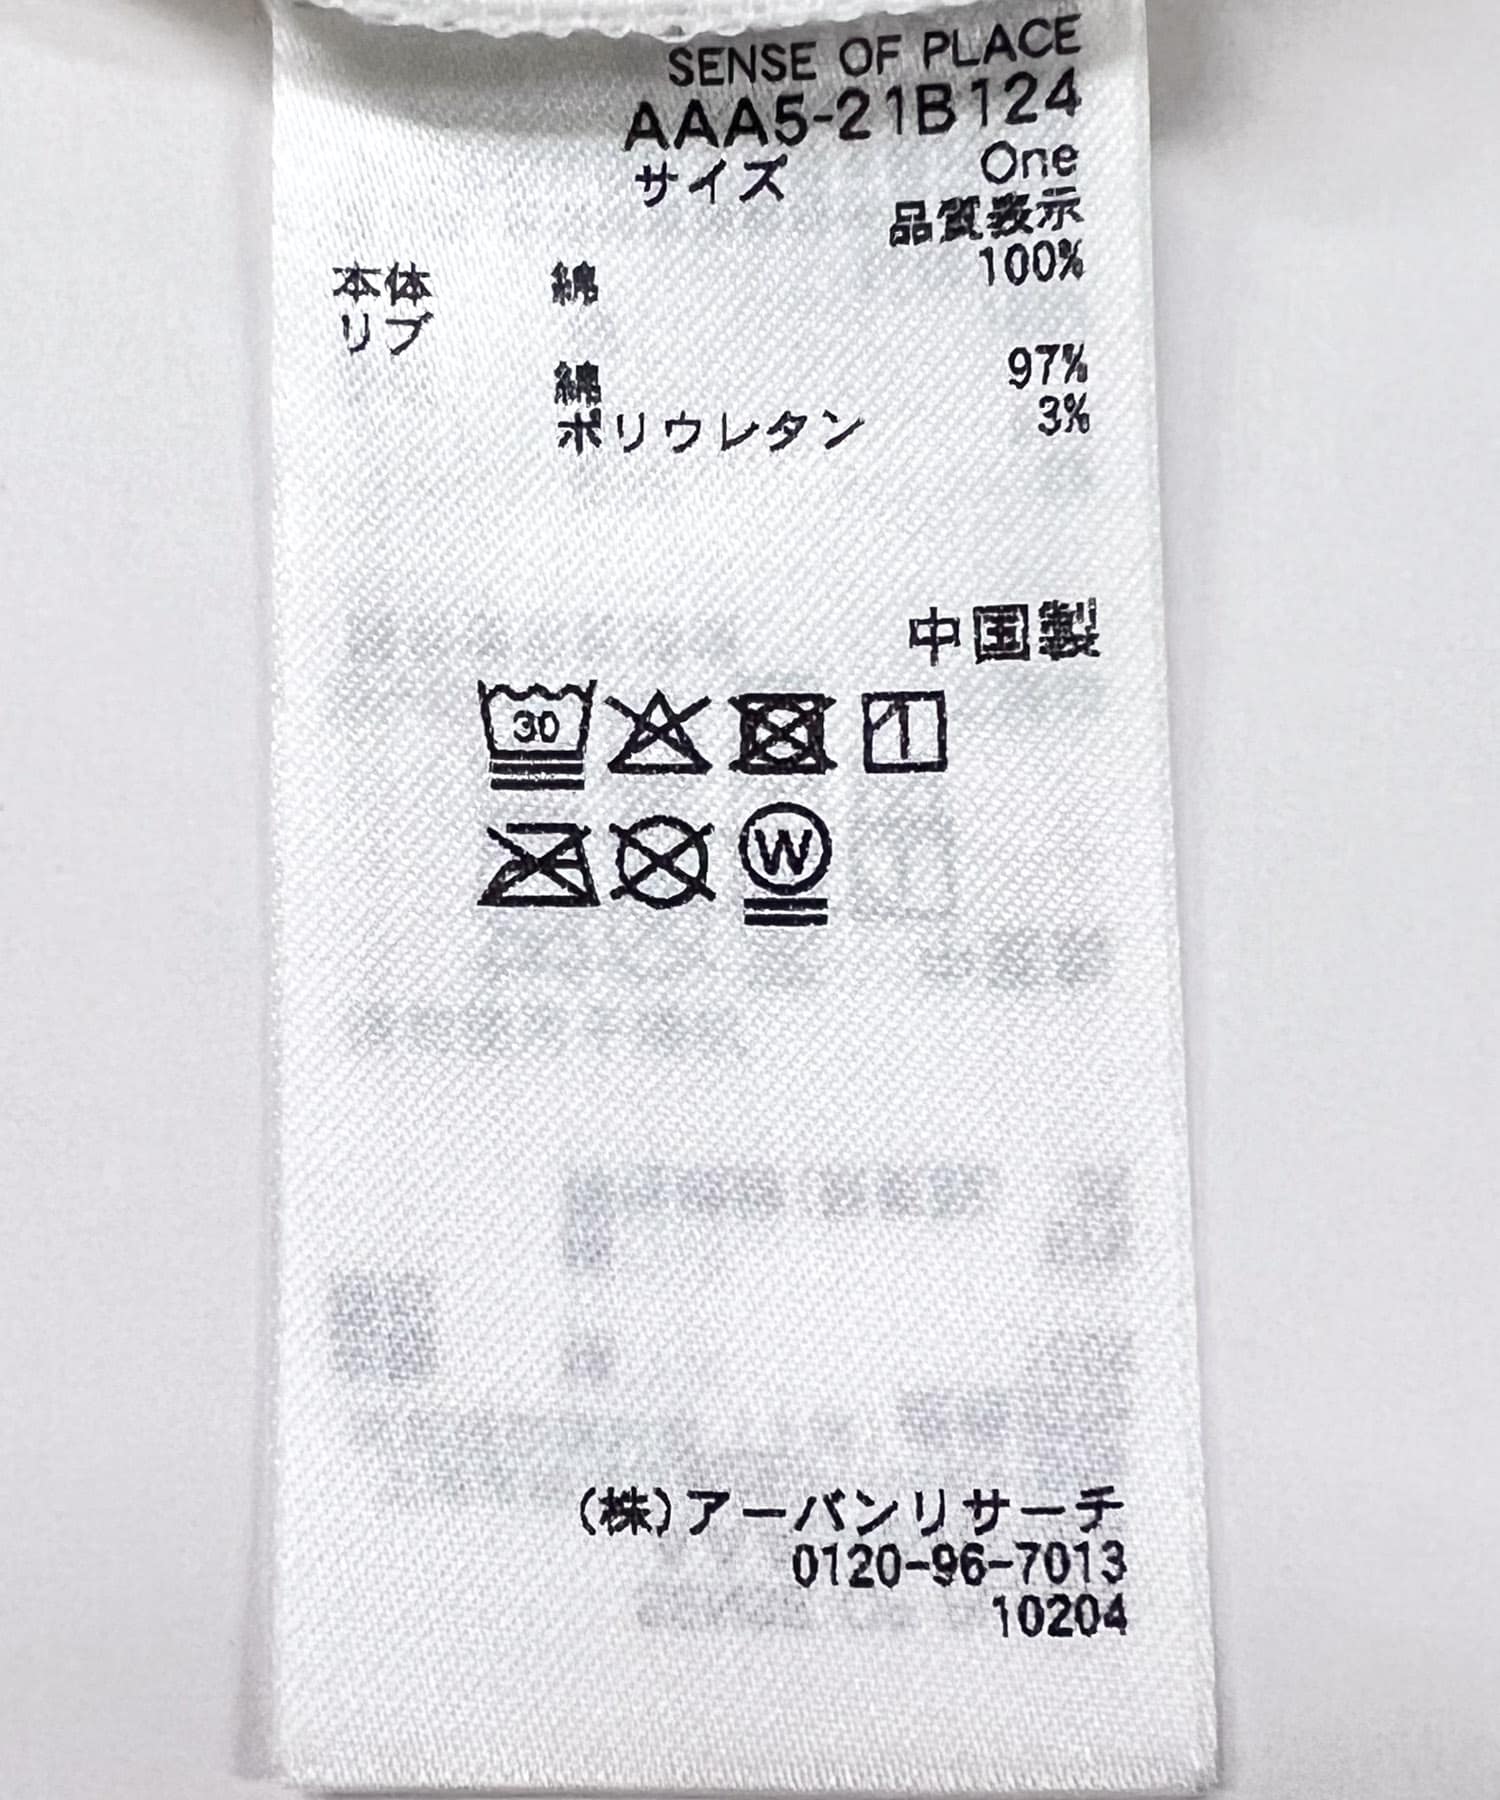 SENSE OF PLACE
AAA5-21B124
サイズ One
品質表示
本体 綿 100%
リブ
綿 97%
ポリウレタン 3%
中国製
30
W
(株)アーバンリサーチ
0120-96-7013
10204